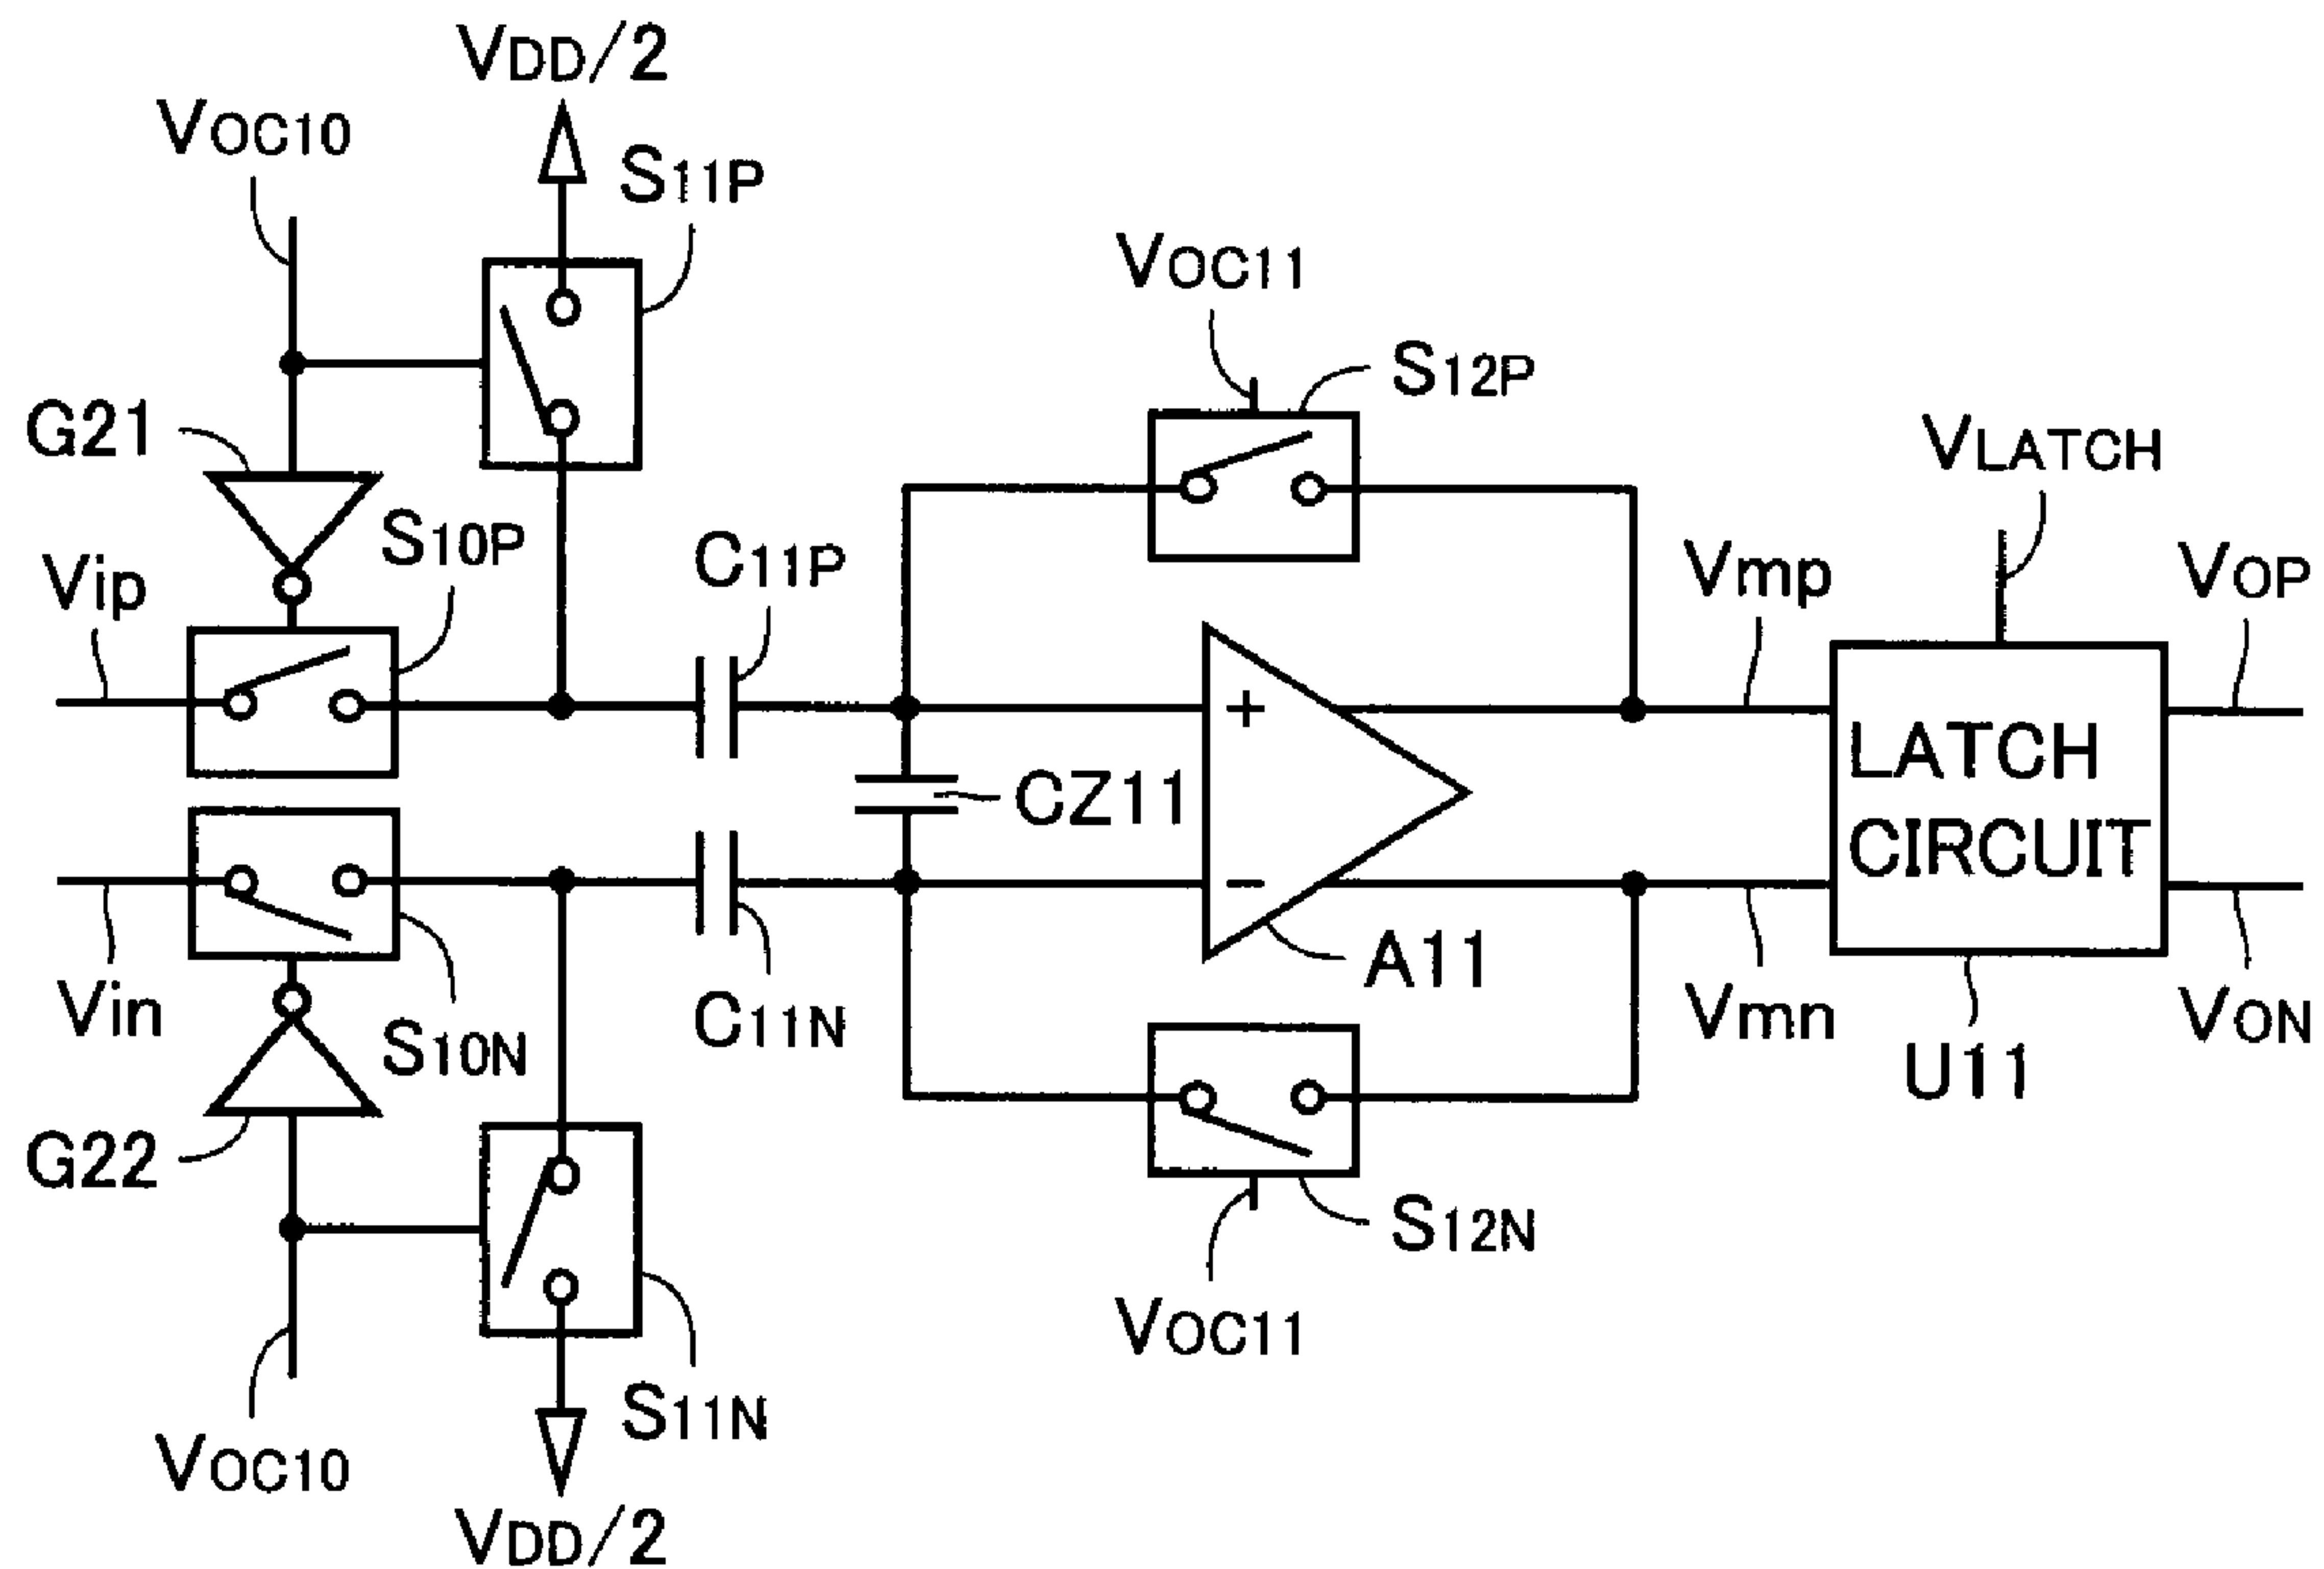 VDD/2
VOC10
S11P
VOC11
S12P
G21
VLATCH
S10P
C11P
Vip
Vmp
VOP
+
LATCH
CIRCUIT
CZ11
−
A11
Vin
S10N
C11N
Vmn
VON
U11
G22
S12N
VOC11
S11N
VOC10
VDD/2